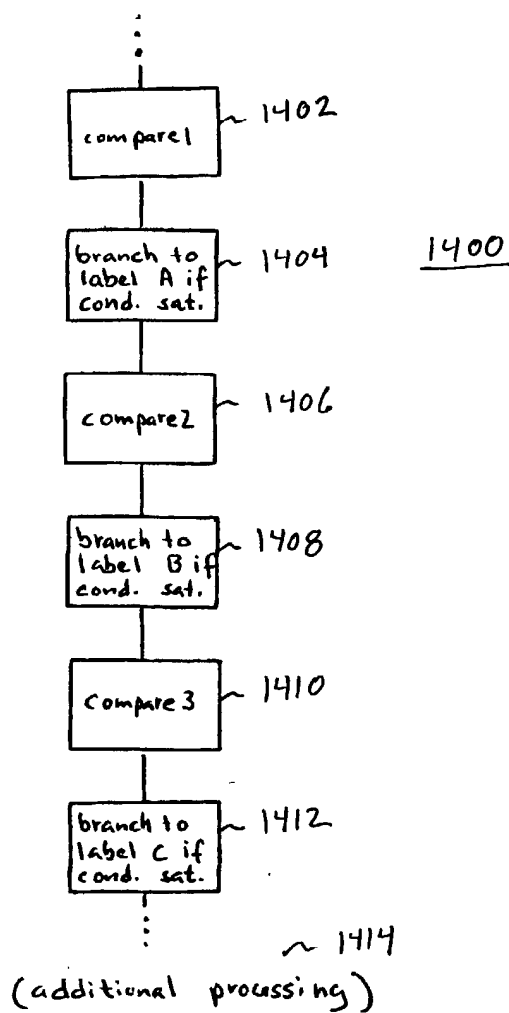 compare1
1402
branch to
label A if
cond. sat.
1404
1400
compare2
1406
branch to
label B if
cond. sat.
1408
compare3
1410
branch to
label C if
cond. sat.
1412
1414
(additional processing)